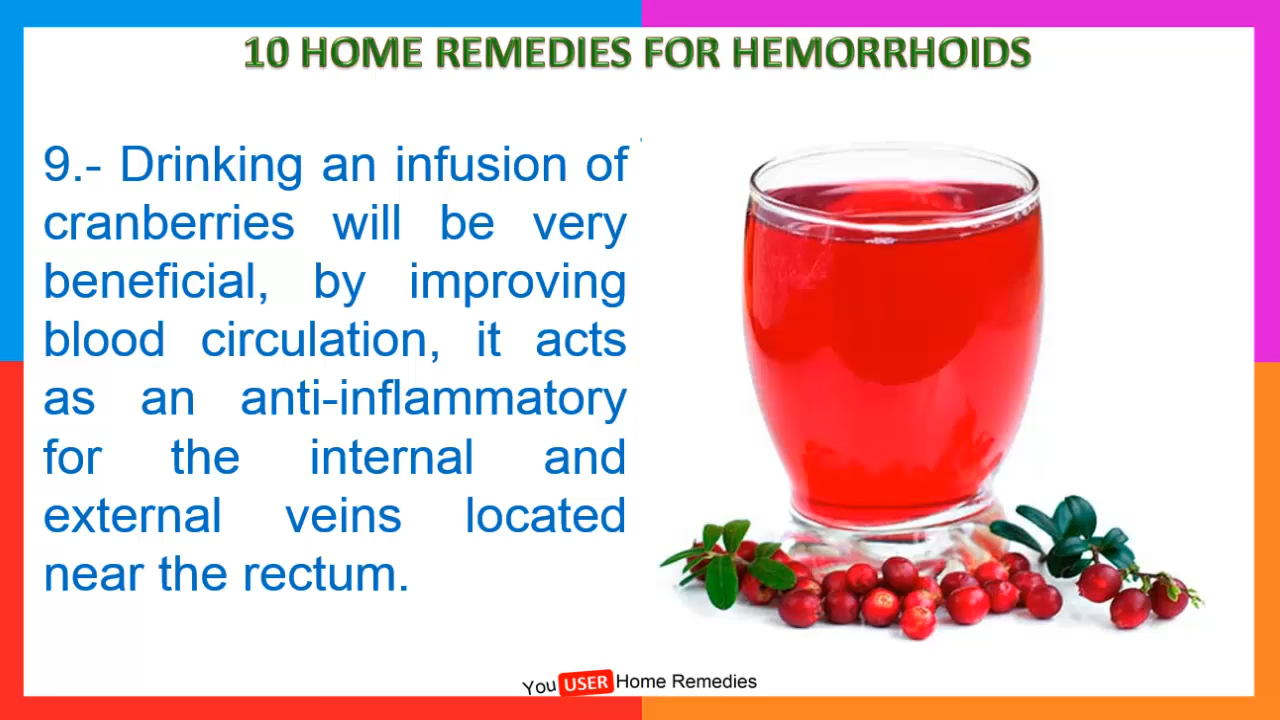 10 HOME REMEDIES FOR HEMORRHOIDS
9.- Drinking an infusion of
cranberries will be very
beneficial, by improving
blood circulation, it acts
as an anti-inflammatory
for the internal and
external veins located
near the rectum.
You USER Home Remedies